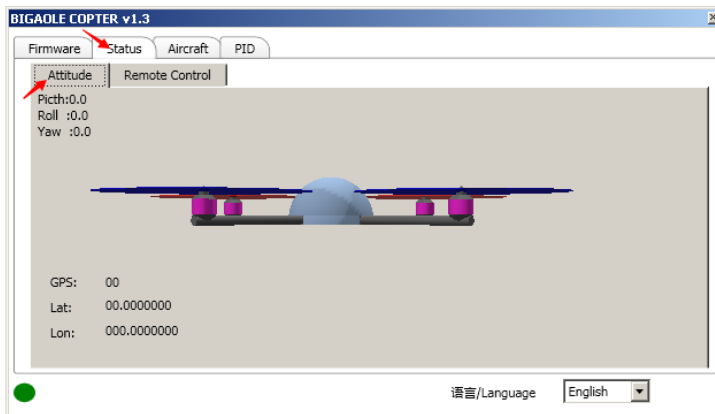 BIGAOLE COPTER v1.3
Firmware Status Aircraft PID
Attitude Remote Control
Picth:0.0
Roll :0.0
Yaw :0.0
GPS: 00
Lat: 00.0000000
Lon: 000.0000000
语言/Language English